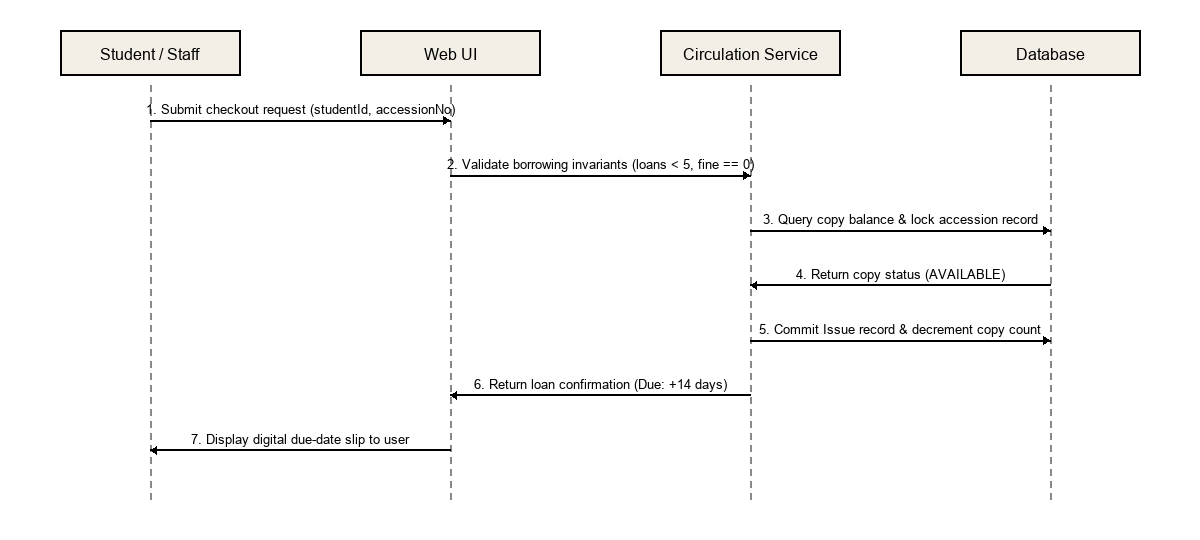 Student / Staff
Web UI
Circulation Service
Database
1. Submit checkout request (studentId, accessionNo)
2. Validate borrowing invariants (loans < 5, fine == 0)
3. Query copy balance & lock accession record
4. Return copy status (AVAILABLE)
5. Commit Issue record & decrement copy count
6. Return loan confirmation (Due: +14 days)
7. Display digital due-date slip to user